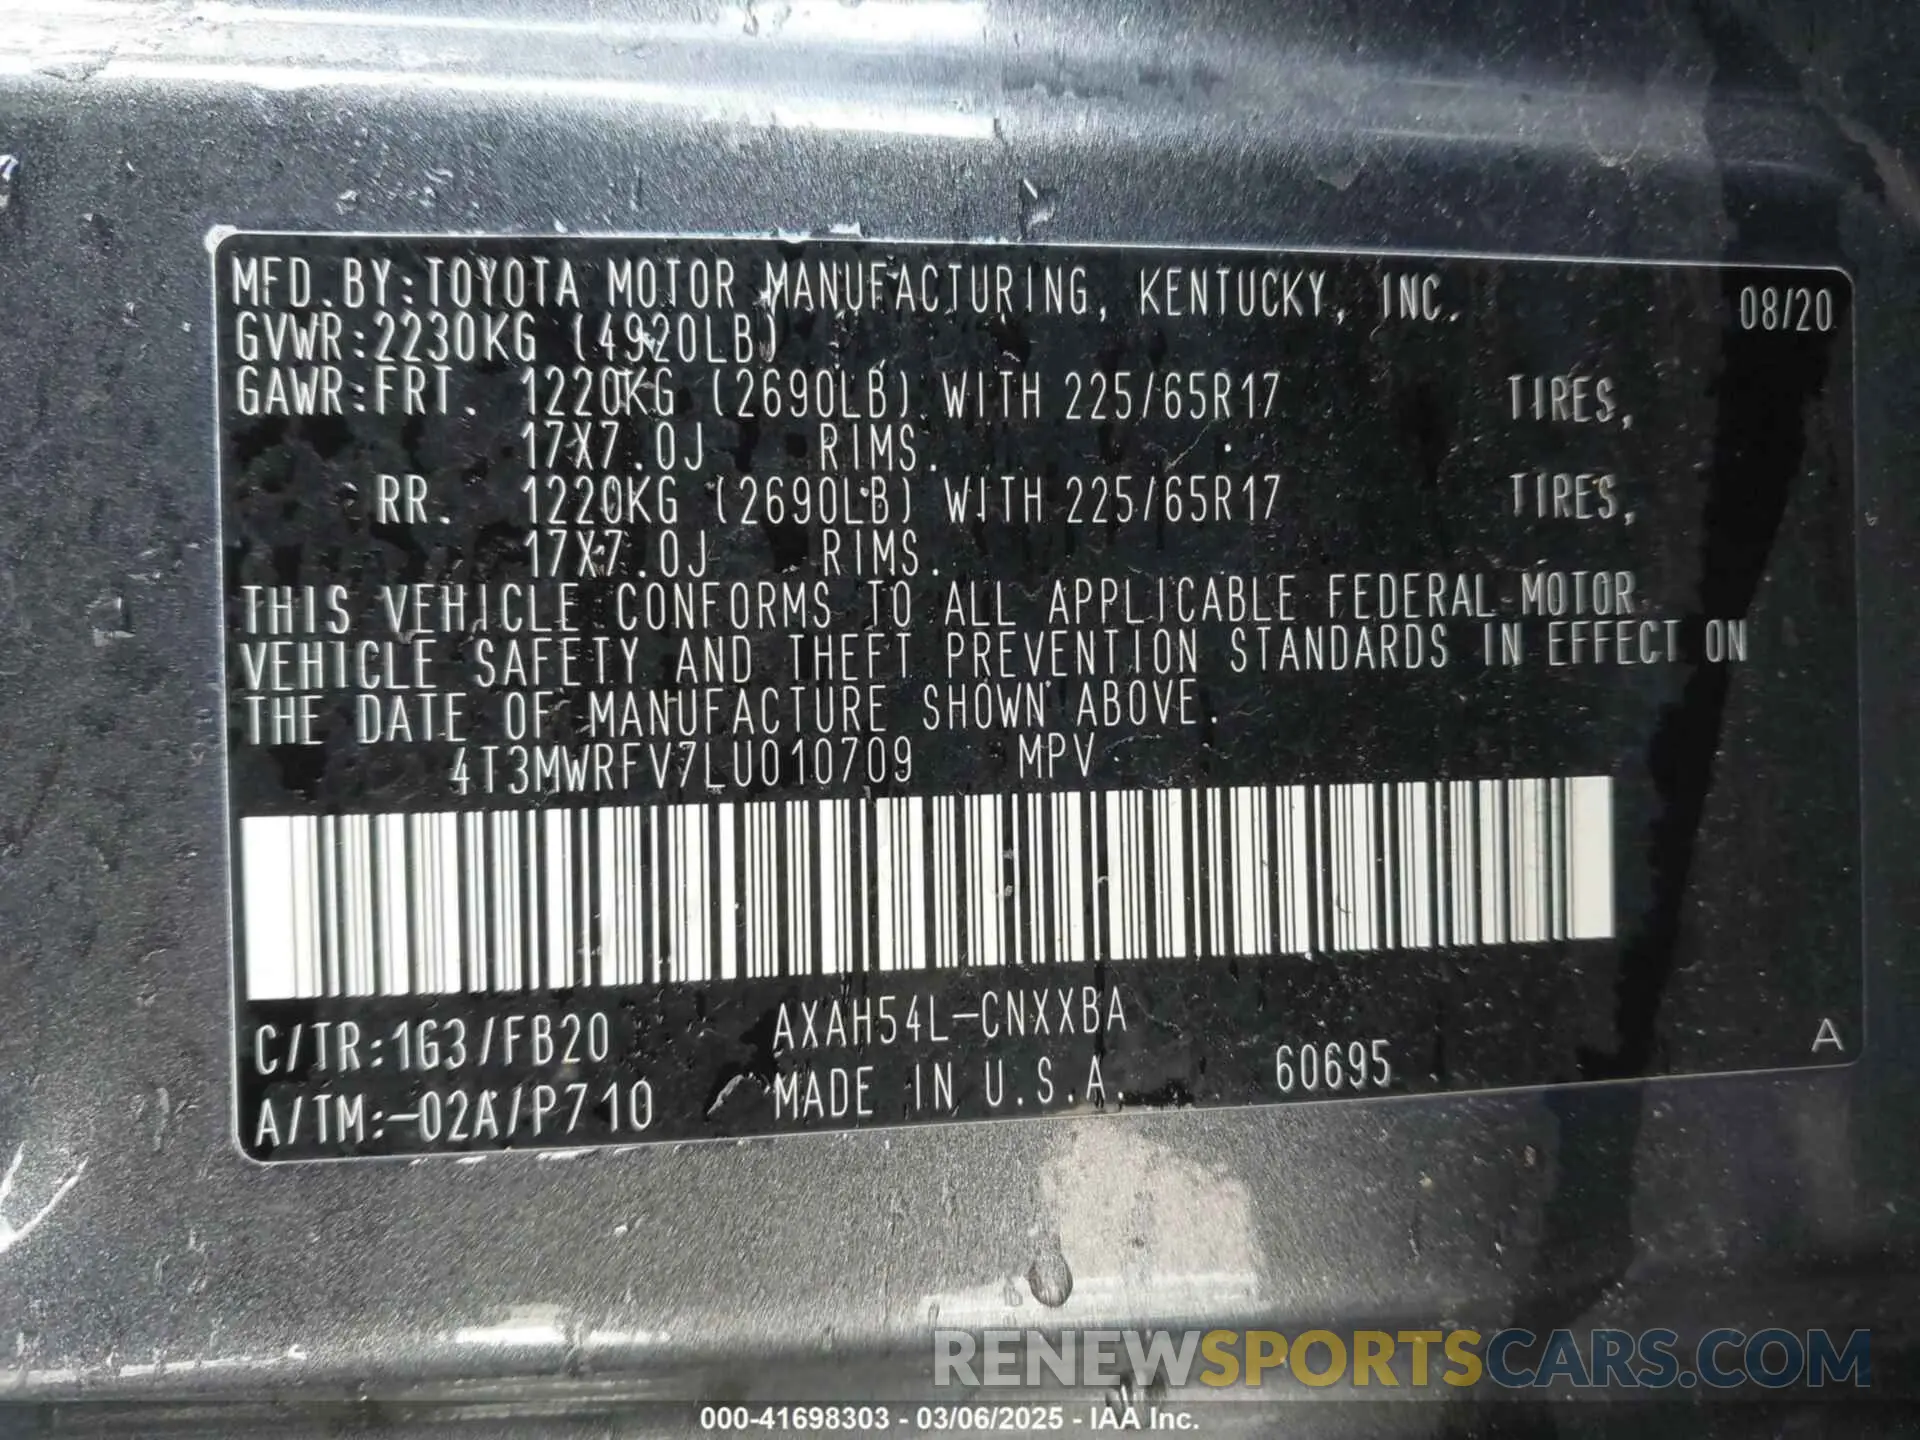 MFD.BY:TOYOTA MOTOR MANUFACTURING, KENTUCKY, INC. 08/20
GVWR:2230KG (4920LB)
GAWR:FRT. 1220KG (2690LB) WITH 225/65R17 TIRES,
17X7.0J RIMS.
RR. 1220KG (2690LB) WITH 225/65R17 TIRES,
17X7.0J RIMS.
THIS VEHICLE CONFORMS TO ALL APPLICABLE FEDERAL MOTOR
VEHICLE SAFETY AND THEFT PREVENTION STANDARDS IN EFFECT ON
THE DATE OF MANUFACTURE SHOWN ABOVE.
4T3MWRFV7LU010709 MPV
C/TR:1G3/FB20 AXAH54L-CNXXBA A
A/TM:-02A/P710 MADE IN U.S.A. 60695
RENEWSPORTSCARS.COM
000-41698303 - 03/06/2025 - IAA Inc.